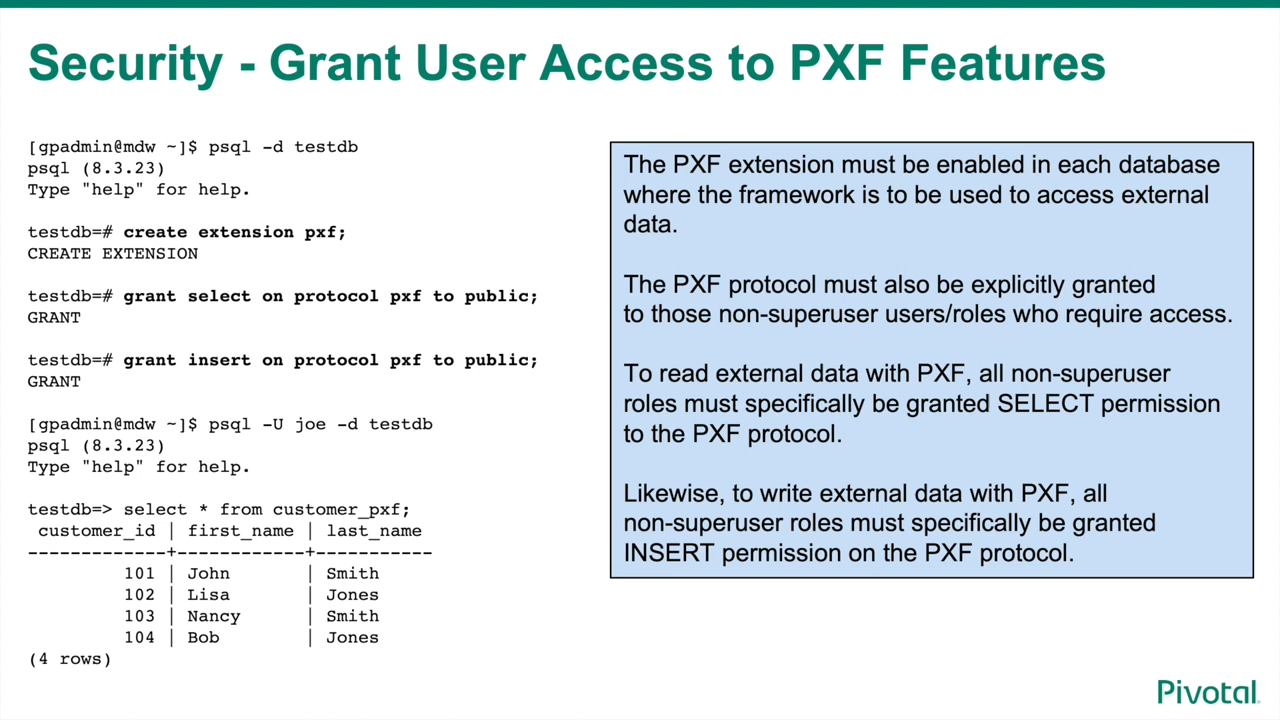 Security - Grant User Access to PXF Features
[gpadmin@mdw ~]$ psql -d testdb
psql (8.3.23)
Type "help" for help.
testdb=# create extension pxf;
CREATE EXTENSION
testdb=# grant select on protocol pxf to public;
GRANT
testdb=# grant insert on protocol pxf to public;
GRANT
[gpadmin@mdw ~]$ psql -U joe -d testdb
psql (8.3.23)
Type "help" for help.
testdb=> select * from customer_pxf;
 customer_id | first_name | last_name
-------------+------------+-----------
         101 | John       | Smith
         102 | Lisa       | Jones
         103 | Nancy      | Smith
         104 | Bob        | Jones
(4 rows)
The PXF extension must be enabled in each database
where the framework is to be used to access external
data.
The PXF protocol must also be explicitly granted
to those non-superuser users/roles who require access.
To read external data with PXF, all non-superuser
roles must specifically be granted SELECT permission
to the PXF protocol.
Likewise, to write external data with PXF, all
non-superuser roles must specifically be granted
INSERT permission on the PXF protocol.
Pivotal